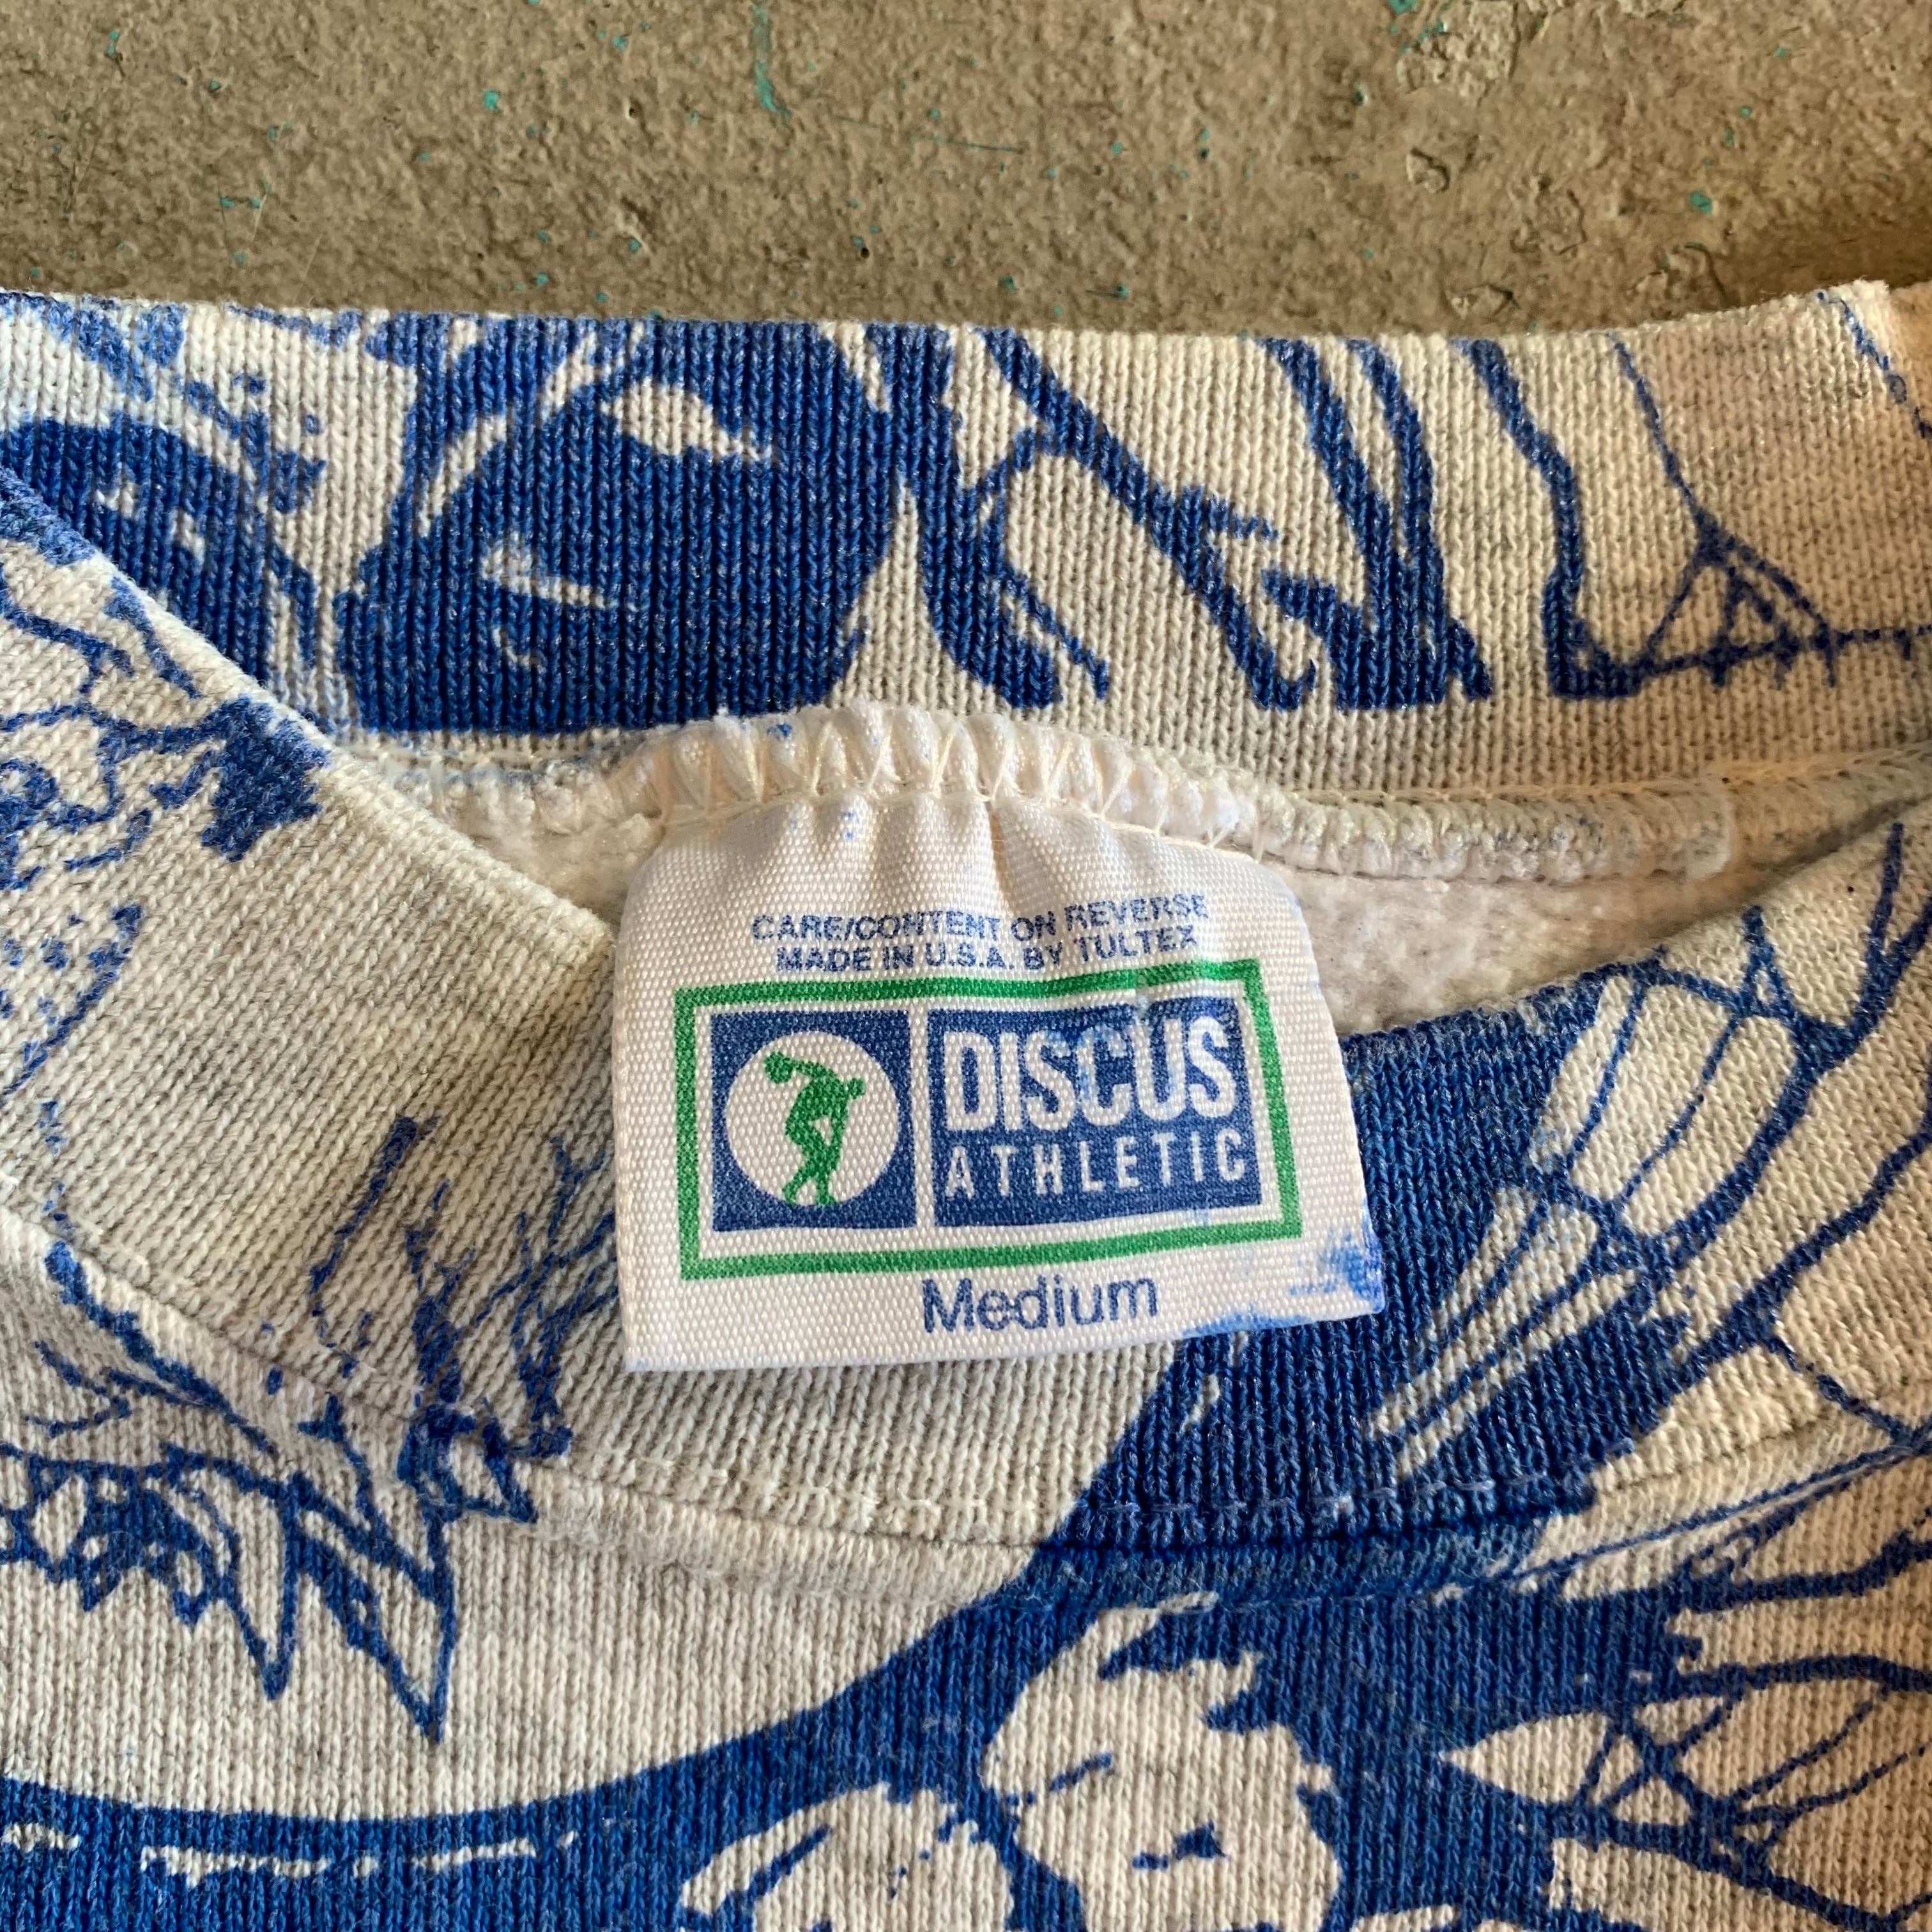 CARE/CONTENT ON REVERSE
MADE IN U.S.A. BY TULTEX
DISCUS
ATHLETIC
Medium